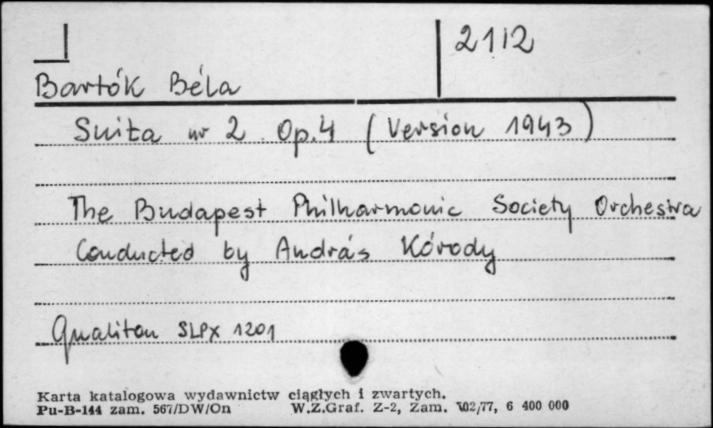 2112
Bartók Béla
Suita nr 2 Op.4 (Version 1943)
The Budapest Philharmonic Society Orchestra
Conducted by András Kórody
Qualiton SLPX 1201
Karta katalogowa wydawnictw ciągłych i zwartych.
Pu-B-144 zam. 567/DW/On W.Z.Graf. Z-2, Zam. 102/77, 6 400 000